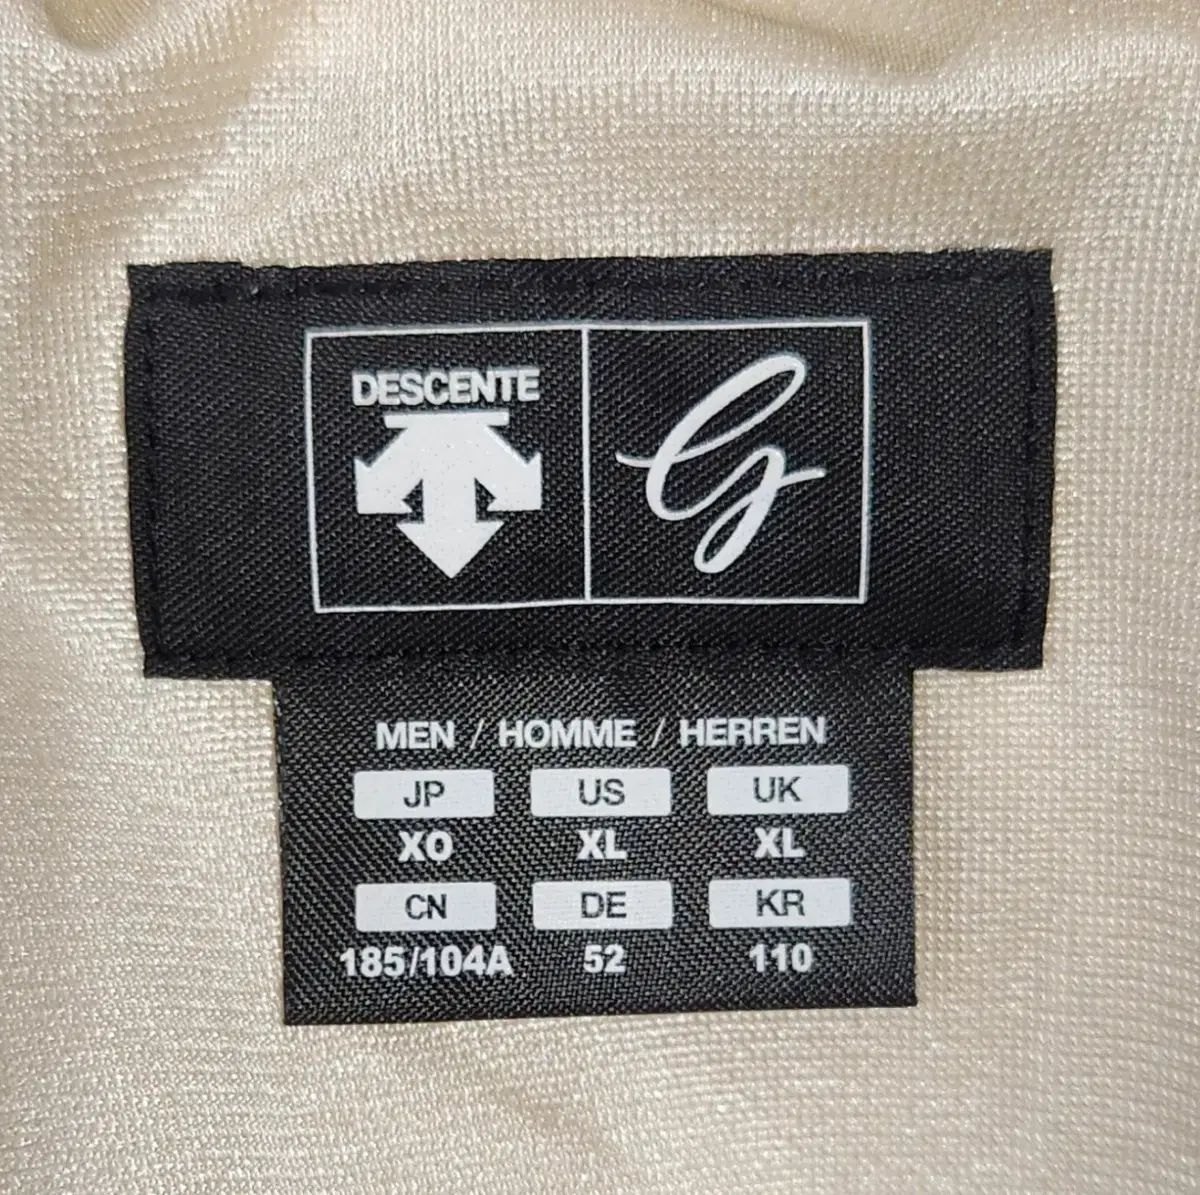 DESCENTE
MEN / HOMME / HERREN
JP US UK
XO XL XL
CN DE KR
185/104A 52 110